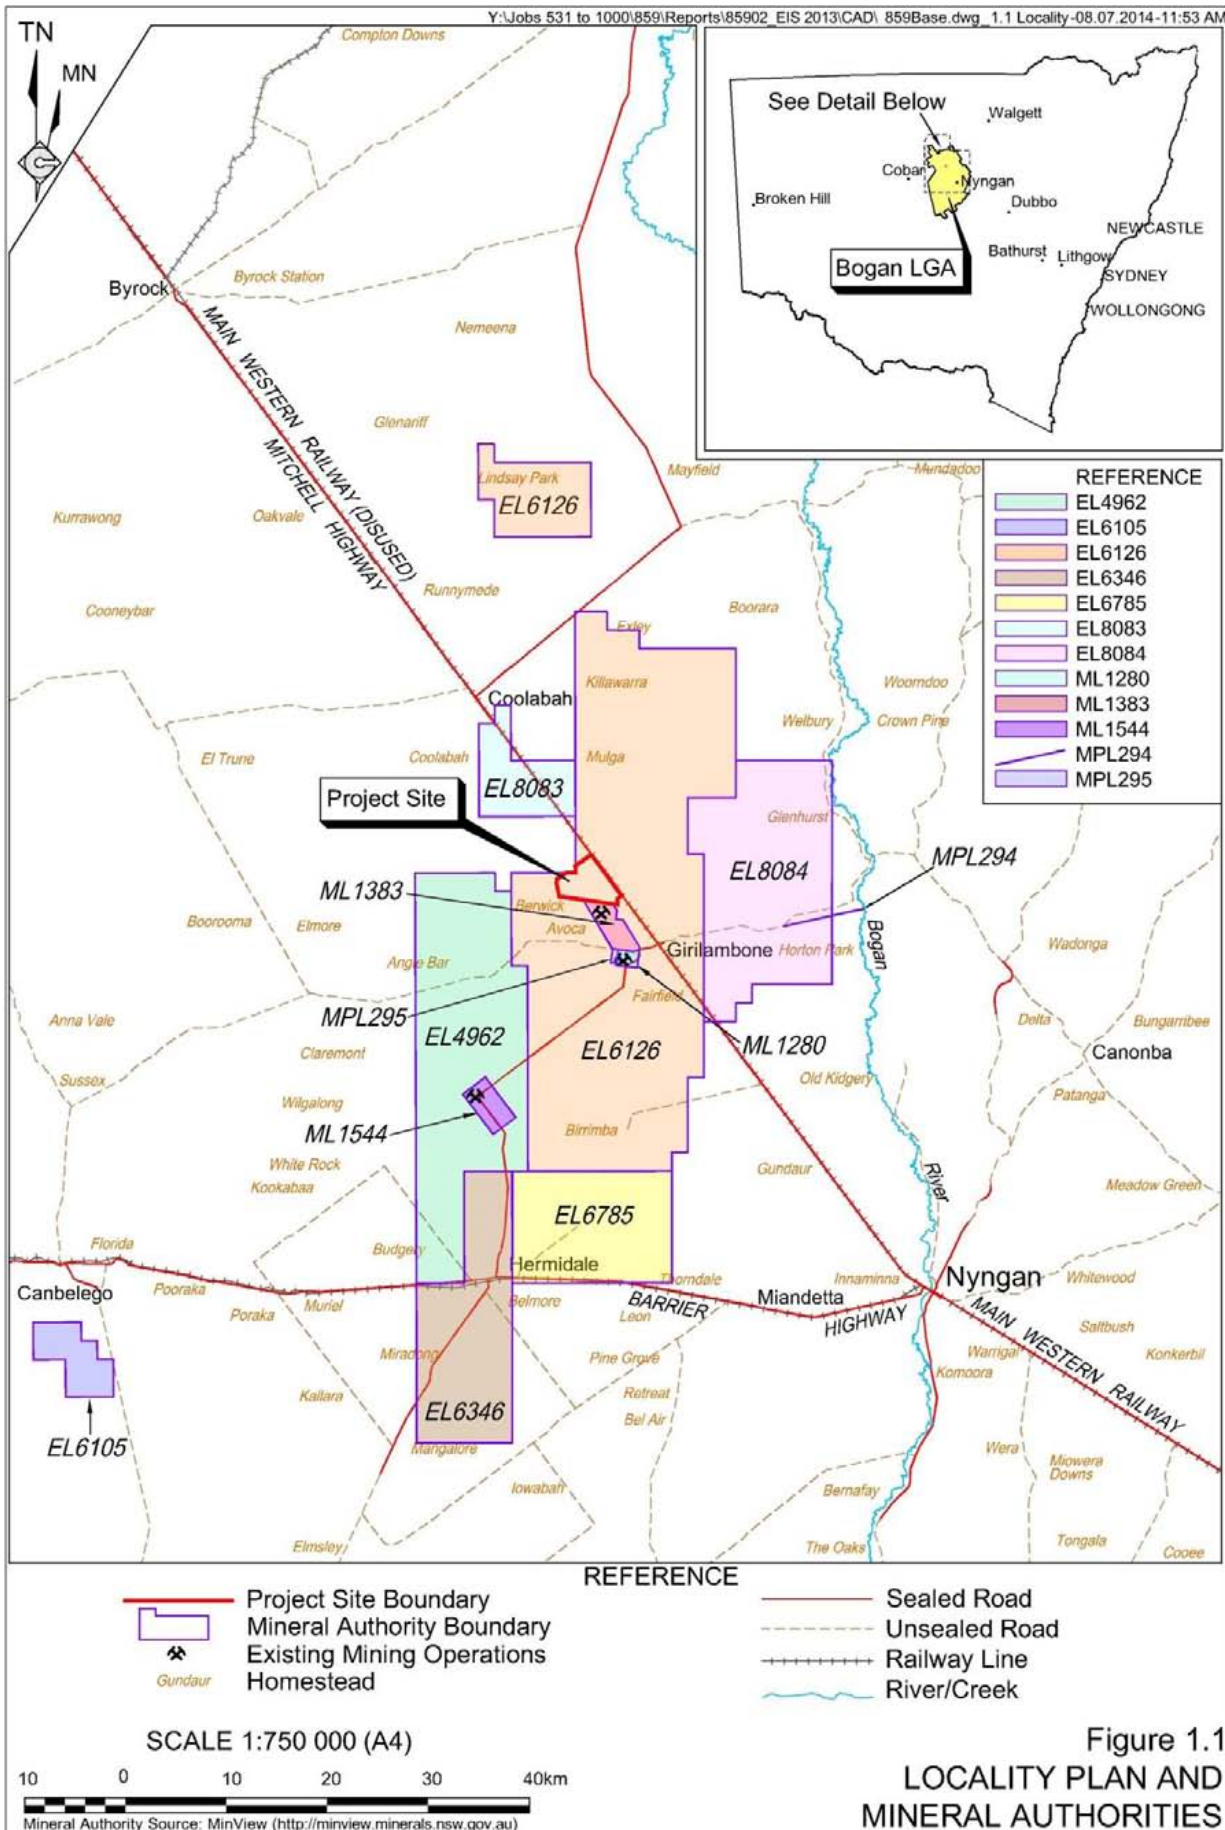 Y:\Jobs 531 to 1000\859\Reports\85902_EIS 2013\CAD\ 859Base.dwg_1.1 Locality-08.07.2014-11:53 AM
TN
MN
Compton Downs
See Detail Below
Walgett
Cobar
Nyngan
Broken Hill
Dubbo
NEWCASTLE
Bathurst
Lithgow
SYDNEY
Bogan LGA
WOLLONGONG
Byrock
Byrock Station
Nemeena
MAIN WESTERN RAILWAY (DISUSED)
MITCHELL HIGHWAY
Glenariff
Lindsay Park
EL6126
Mayfield
Mundadoo
Kurrawong
Oakvale
REFERENCE
EL4962
EL6105
EL6126
EL6346
EL6785
EL8083
EL8084
ML1280
ML1383
ML1544
MPL294
MPL295
Runnymede
Cooneybar
Boorara
Exley
Killawarra
Woorndoo
Coolabah
Welbury
Crown Pine
El Trune
Coolabah
Mulga
EL8083
Project Site
Glenhurst
MPL294
EL8084
ML1383
Berwick
Boorooma
Elmore
Avoca
Girilambone
Horton Park
Bogan
Wadonga
Angle Bar
Fairfield
MPL295
Anna Vale
Delta
Bungarribee
EL4962
EL6126
ML1280
Claremont
Canonba
Sussex
Old Kidgery
Wilgalong
Patanga
ML1544
Birrimba
White Rock
Gundaur
River
Kookabaa
Meadow Green
EL6785
Florida
Budgery
Hermidale
Canbelego
Pooraka
Thorndale
Innaminna
Nyngan
Whitewood
Poraka
Muriel
Belmore
BARRIER
Miandetta
HIGHWAY
Leon
MAIN WESTERN RAILWAY
Saltbush
Miradong
Pine Grove
Warrigal
Konkerbil
Komoora
Kallara
Retreat
EL6346
Bel Air
EL6105
Mangalore
Wera
Miowera
Downs
Iowabah
Bernafay
Elmsley
The Oaks
Tongala
Cooee
REFERENCE
Project Site Boundary
Mineral Authority Boundary
Existing Mining Operations
Gundaur
Homestead
Sealed Road
Unsealed Road
Railway Line
River/Creek
SCALE 1:750 000 (A4)
10 0 10 20 30 40km
Mineral Authority Source: MinView (http://minview.minerals.nsw.gov.au)
Figure 1.1
LOCALITY PLAN AND
MINERAL AUTHORITIES